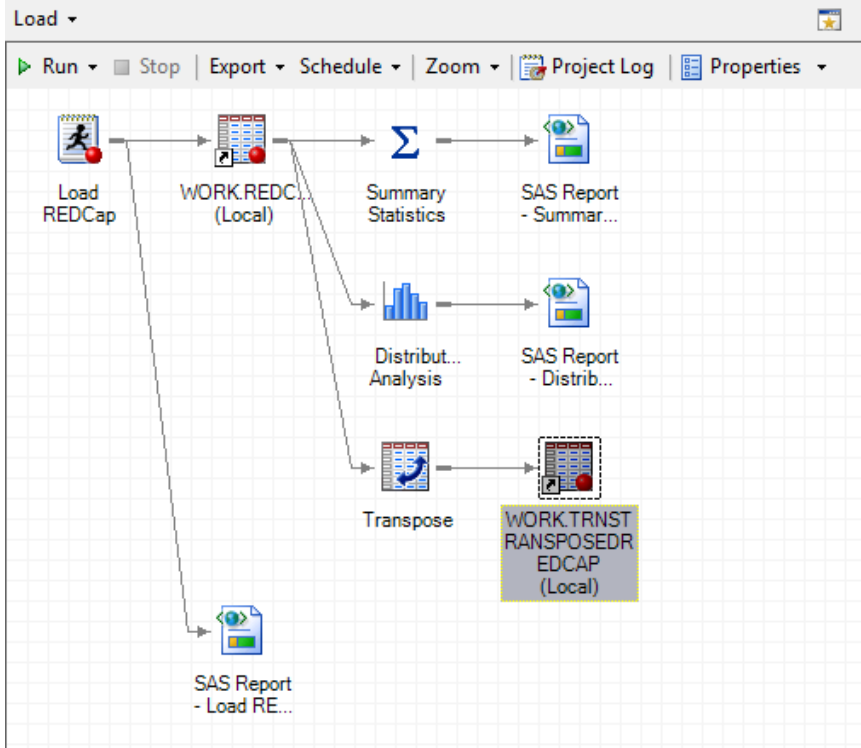 Load
Run Stop Export Schedule Zoom Project Log Properties
Load
REDCap
WORK.REDC...
(Local)
Summary
Statistics
SAS Report
- Summar...
Distribut...
Analysis
SAS Report
- Distrib...
Transpose
WORK.TRNST
RANSPOSEDR
EDCAP
(Local)
SAS Report
- Load RE...